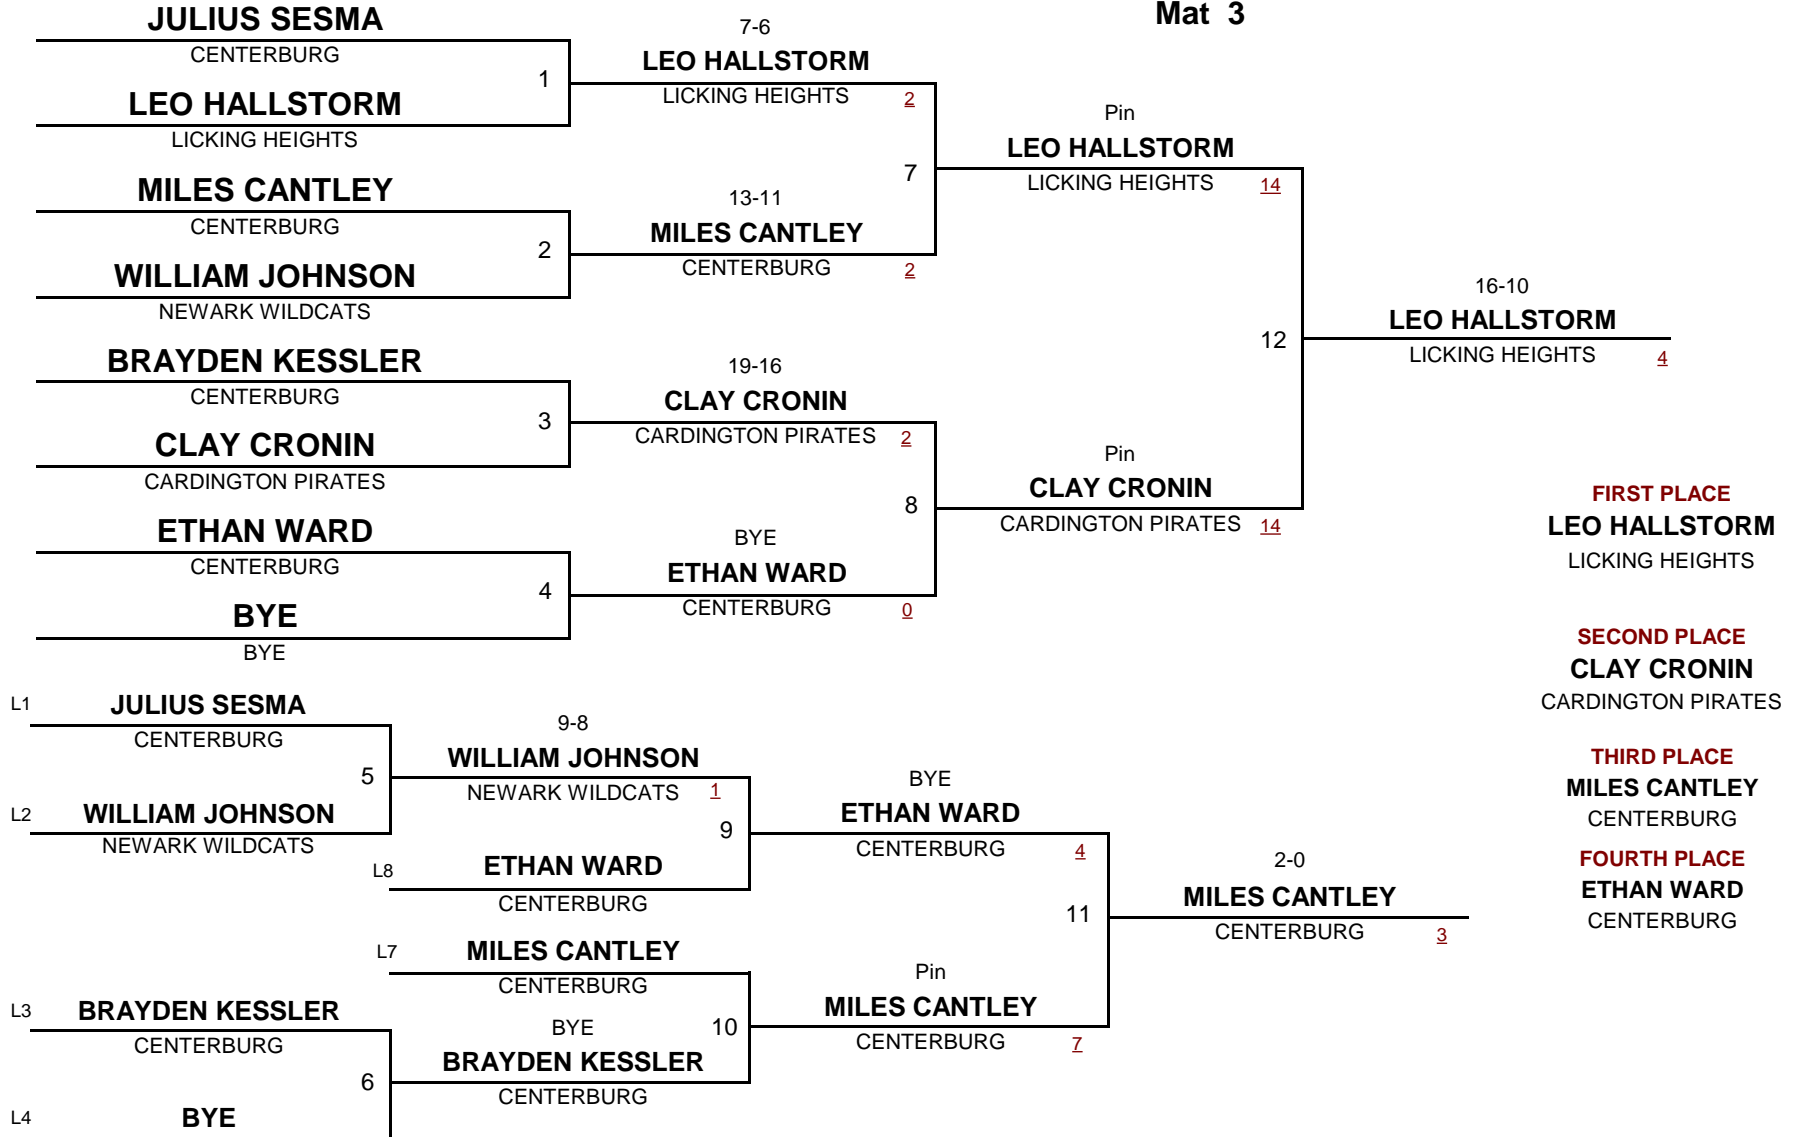 Mat 3
JULIUS SESMA
CENTERBURG
1
LEO HALLSTORM
LICKING HEIGHTS
7-6
LEO HALLSTORM
LICKING HEIGHTS 2
MILES CANTLEY
CENTERBURG
2
WILLIAM JOHNSON
NEWARK WILDCATS
13-11
MILES CANTLEY
CENTERBURG 2
7
Pin
LEO HALLSTORM
LICKING HEIGHTS 14
BRAYDEN KESSLER
CENTERBURG
3
CLAY CRONIN
CARDINGTON PIRATES
19-16
CLAY CRONIN
CARDINGTON PIRATES 2
ETHAN WARD
CENTERBURG
4
BYE
BYE
BYE
ETHAN WARD
CENTERBURG 0
8
Pin
CLAY CRONIN
CARDINGTON PIRATES 14
12
16-10
LEO HALLSTORM
LICKING HEIGHTS 4
FIRST PLACE
LEO HALLSTORM
LICKING HEIGHTS
SECOND PLACE
CLAY CRONIN
CARDINGTON PIRATES
THIRD PLACE
MILES CANTLEY
CENTERBURG
FOURTH PLACE
ETHAN WARD
CENTERBURG
L1 JULIUS SESMA
CENTERBURG
5
L2 WILLIAM JOHNSON
NEWARK WILDCATS
9-8
WILLIAM JOHNSON
NEWARK WILDCATS 1
9
L8 ETHAN WARD
CENTERBURG
BYE
ETHAN WARD
CENTERBURG 4
L7 MILES CANTLEY
CENTERBURG
L3 BRAYDEN KESSLER
CENTERBURG
6
L4 BYE
BYE
BRAYDEN KESSLER
CENTERBURG
10
Pin
MILES CANTLEY
CENTERBURG 7
11
2-0
MILES CANTLEY
CENTERBURG 3